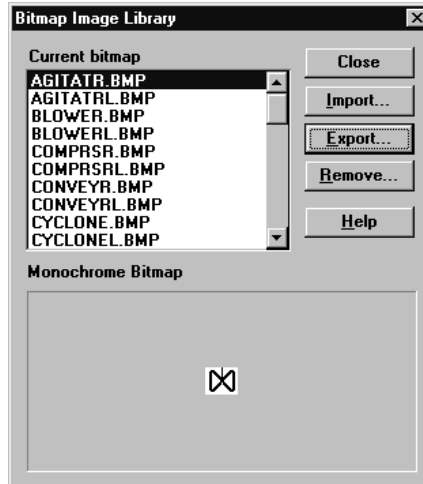 Bitmap Image Library
Current bitmap
AGITATR.BMP
AGITATRL.BMP
BLOWER.BMP
BLOWERL.BMP
COMPRSR.BMP
COMPRSRL.BMP
CONVEYR.BMP
CONVEYRL.BMP
CYCLONE.BMP
CYCLONEL.BMP
Close
Import...
Export...
Remove...
Help
Monochrome Bitmap